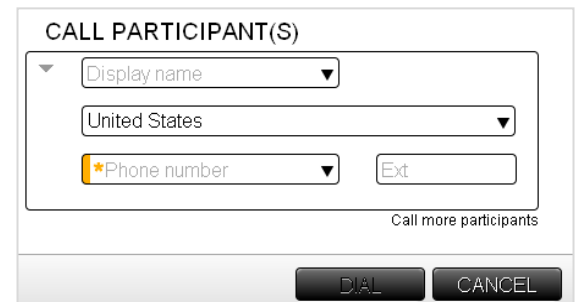 CALL PARTICIPANT(S)
Display name
United States
*Phone number Ext
Call more participants
DIAL CANCEL